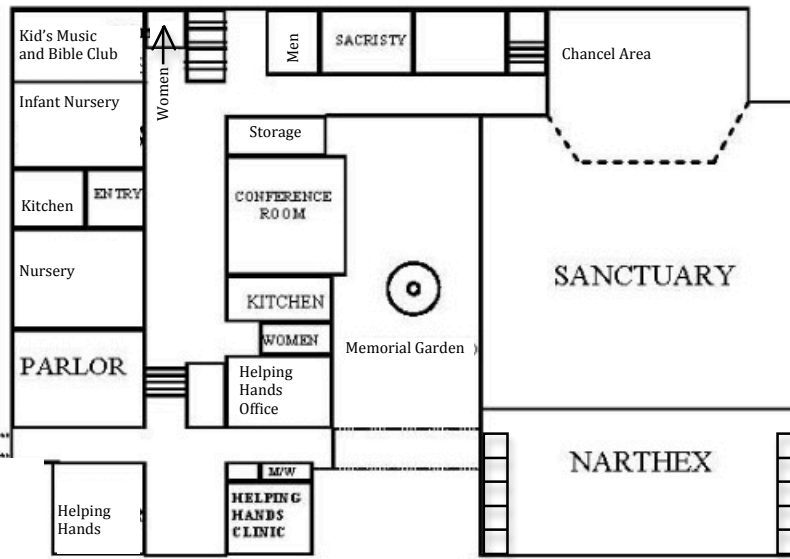 Kid's Music
and Bible Club
Women
Men
SACRISTY
Chancel Area
Infant Nursery
Storage
Kitchen
ENTRY
CONFERENCE
ROOM
Nursery
SANCTUARY
KITCHEN
WOMEN
Memorial Garden )
PARLOR
Helping
Hands
Office
NARTHEX
M/W
Helping
Hands
HELPING
HANDS
CLINIC